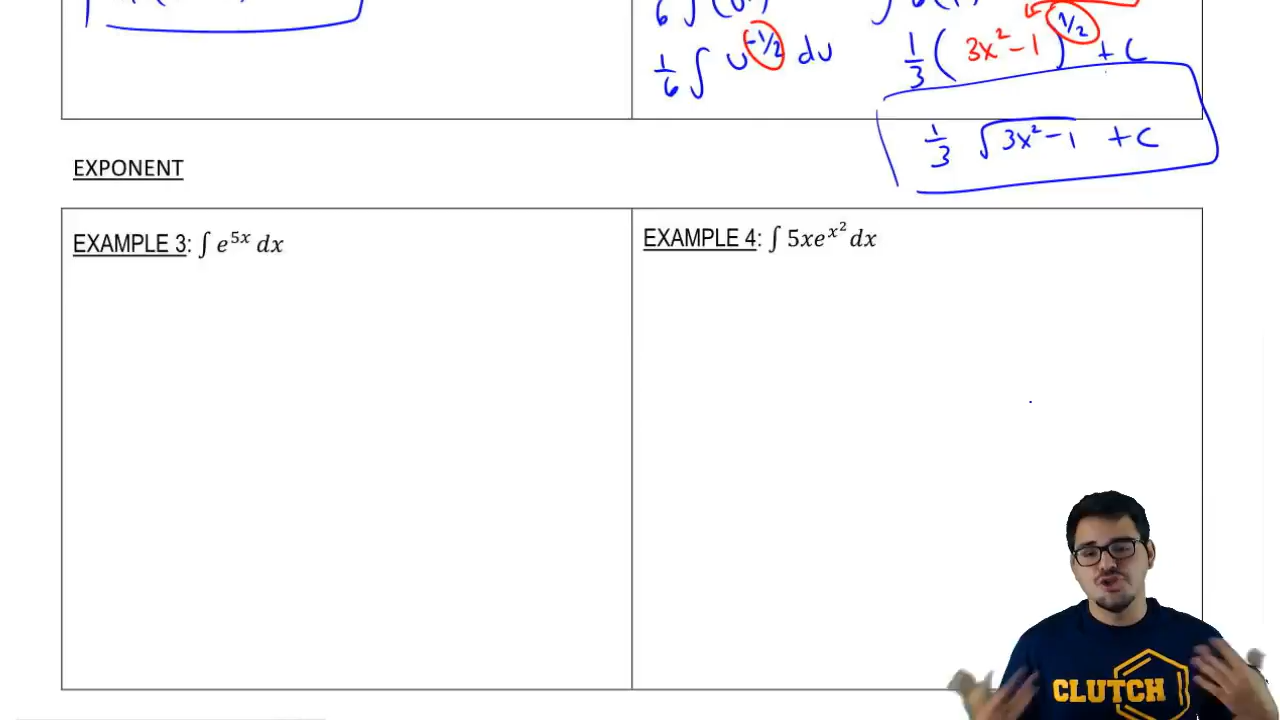 1/6 ∫ u^(-1/2) du
1/3 (3x² - 1)^(1/2) + C
1/3 √(3x² - 1) + C
EXPONENT
EXAMPLE 3: ∫ e^(5x) dx
EXAMPLE 4: ∫ 5xe^(x²) dx
CLUTCH